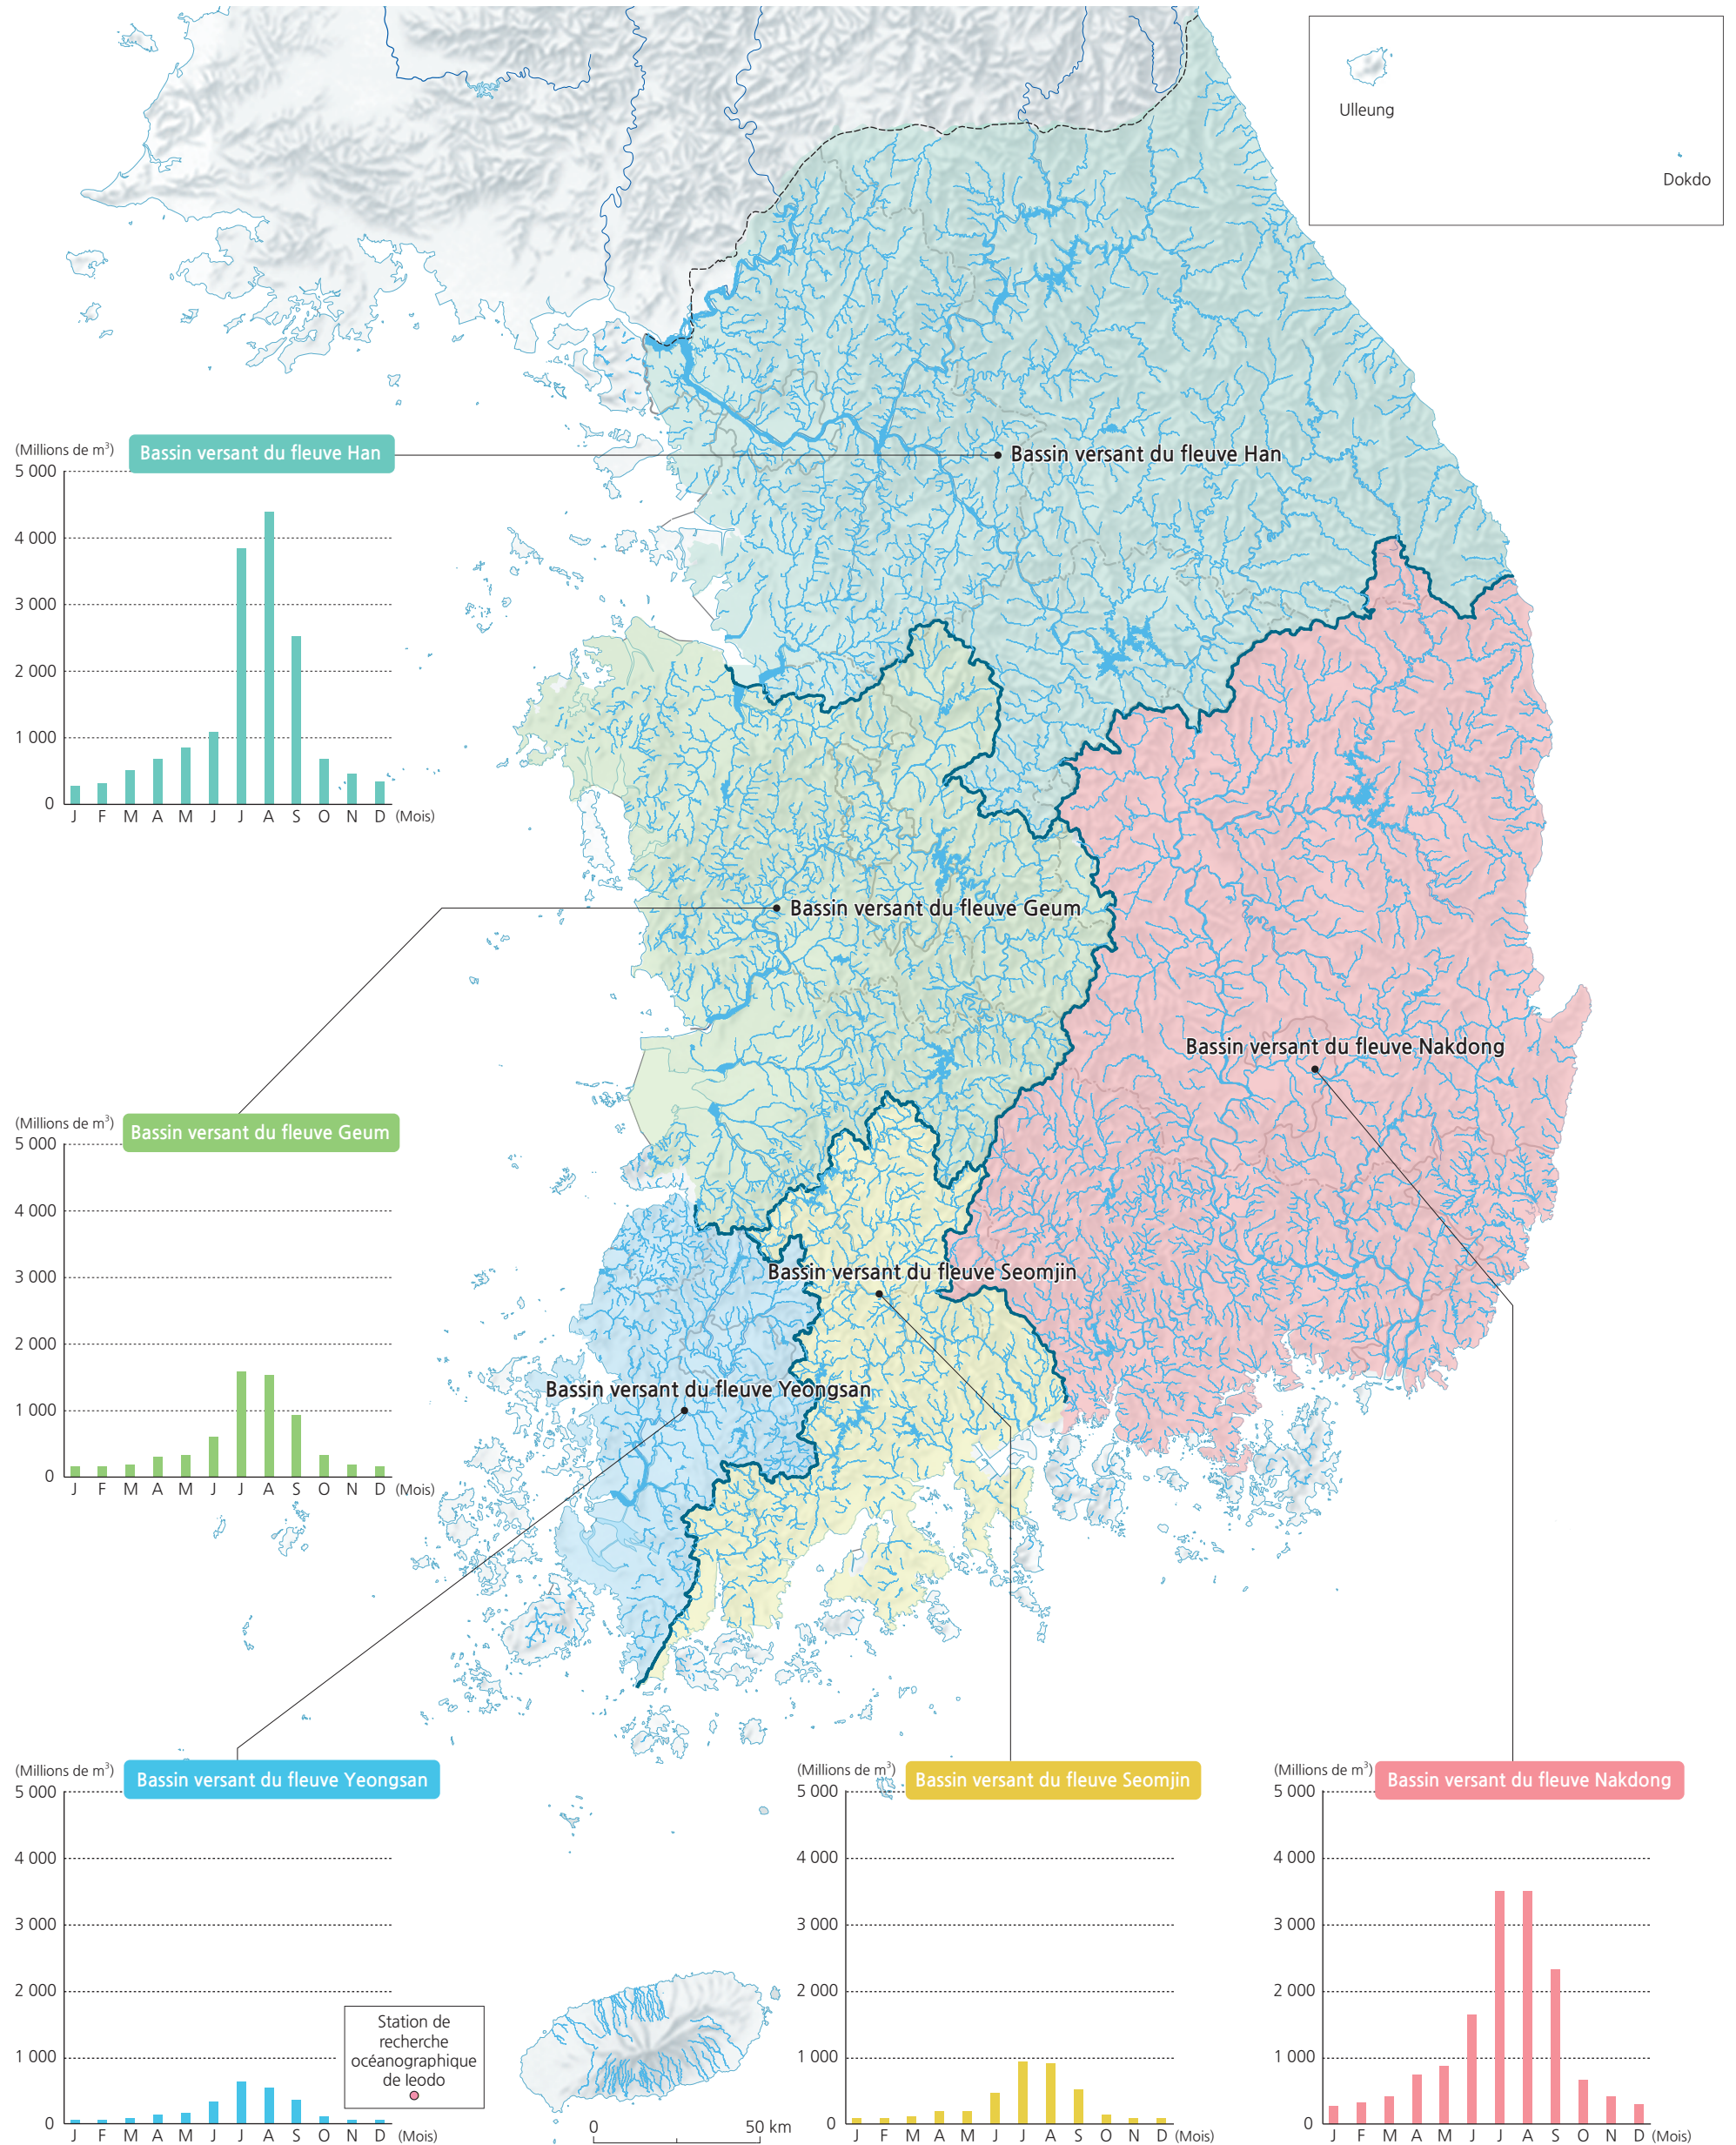 Ulleung
Dokdo
(Millions de m³)
Bassin versant du fleuve Han
5 000
4 000
3 000
2 000
1 000
0
J F M A M J J A S O N D (Mois)
Bassin versant du fleuve Han
Bassin versant du fleuve Geum
Bassin versant du fleuve Nakdong
(Millions de m³)
Bassin versant du fleuve Geum
5 000
4 000
3 000
2 000
1 000
0
J F M A M J J A S O N D (Mois)
Bassin versant du fleuve Seomjin
Bassin versant du fleuve Yeongsan
(Millions de m³)
Bassin versant du fleuve Yeongsan
5 000
4 000
3 000
2 000
1 000
0
J F M A M J J A S O N D (Mois)
Station de
recherche
océanographique
de Ieodo
0 50 km
(Millions de m³)
Bassin versant du fleuve Seomjin
5 000
4 000
3 000
2 000
1 000
0
J F M A M J J A S O N D (Mois)
(Millions de m³)
Bassin versant du fleuve Nakdong
5 000
4 000
3 000
2 000
1 000
0
J F M A M J J A S O N D (Mois)